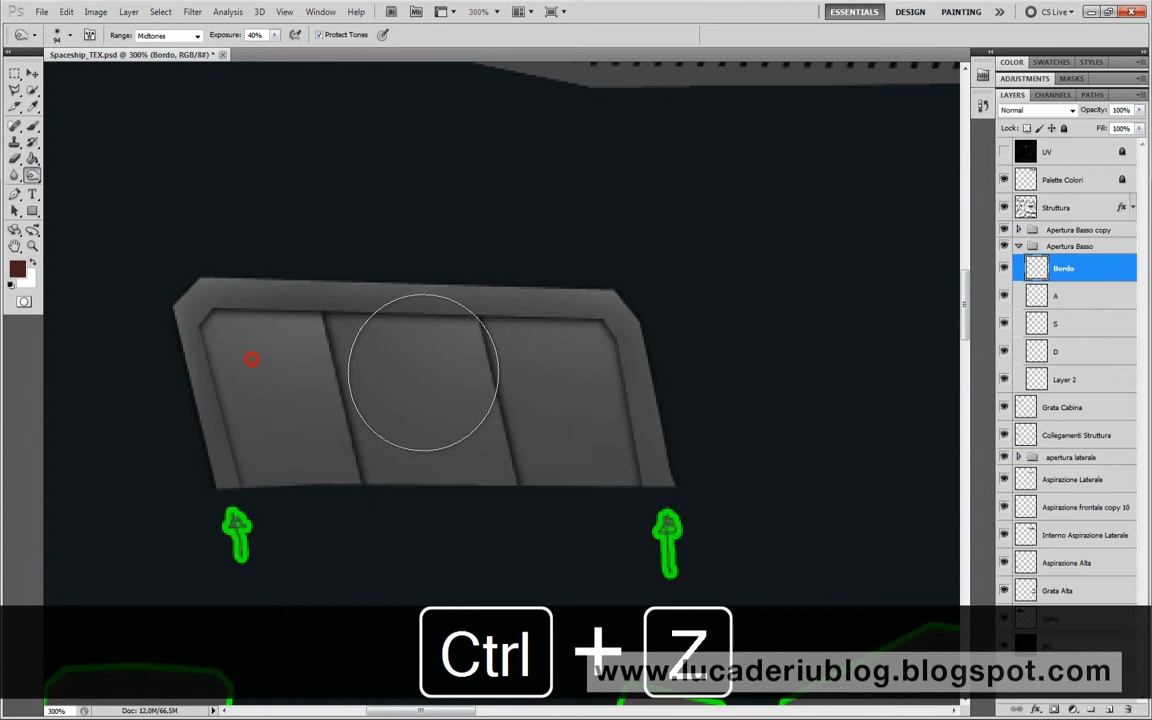 Ps File Edit Image Layer Select Filter Analysis 3D View Window Help Br Mb 300% ESSENTIALS DESIGN PAINTING CS Live
94 Range: Midtones Exposure: 40% Protect Tones
Spaceship_TEX.psd @ 300% (Bordo, RGB/8#) *
COLOR SWATCHES STYLES
ADJUSTMENTS MASKS
LAYERS CHANNELS PATHS
Normal Opacity: 100%
Lock: Fill: 100%
UV
Palette Colori
Struttura fx
Apertura Basso copy
Apertura Basso
Bordo
A
S
D
Layer 2
Grata Cabina
Collegamenti Struttura
apertura laterale
Aspirazione Laterale
Aspirazione frontale copy 10
Interno Aspirazione Laterale
Aspirazione Alta
Grata Alta
Ctrl + Z
www.lucaderiublog.blogspot.com
300% Doc: 12,0M/66,5M